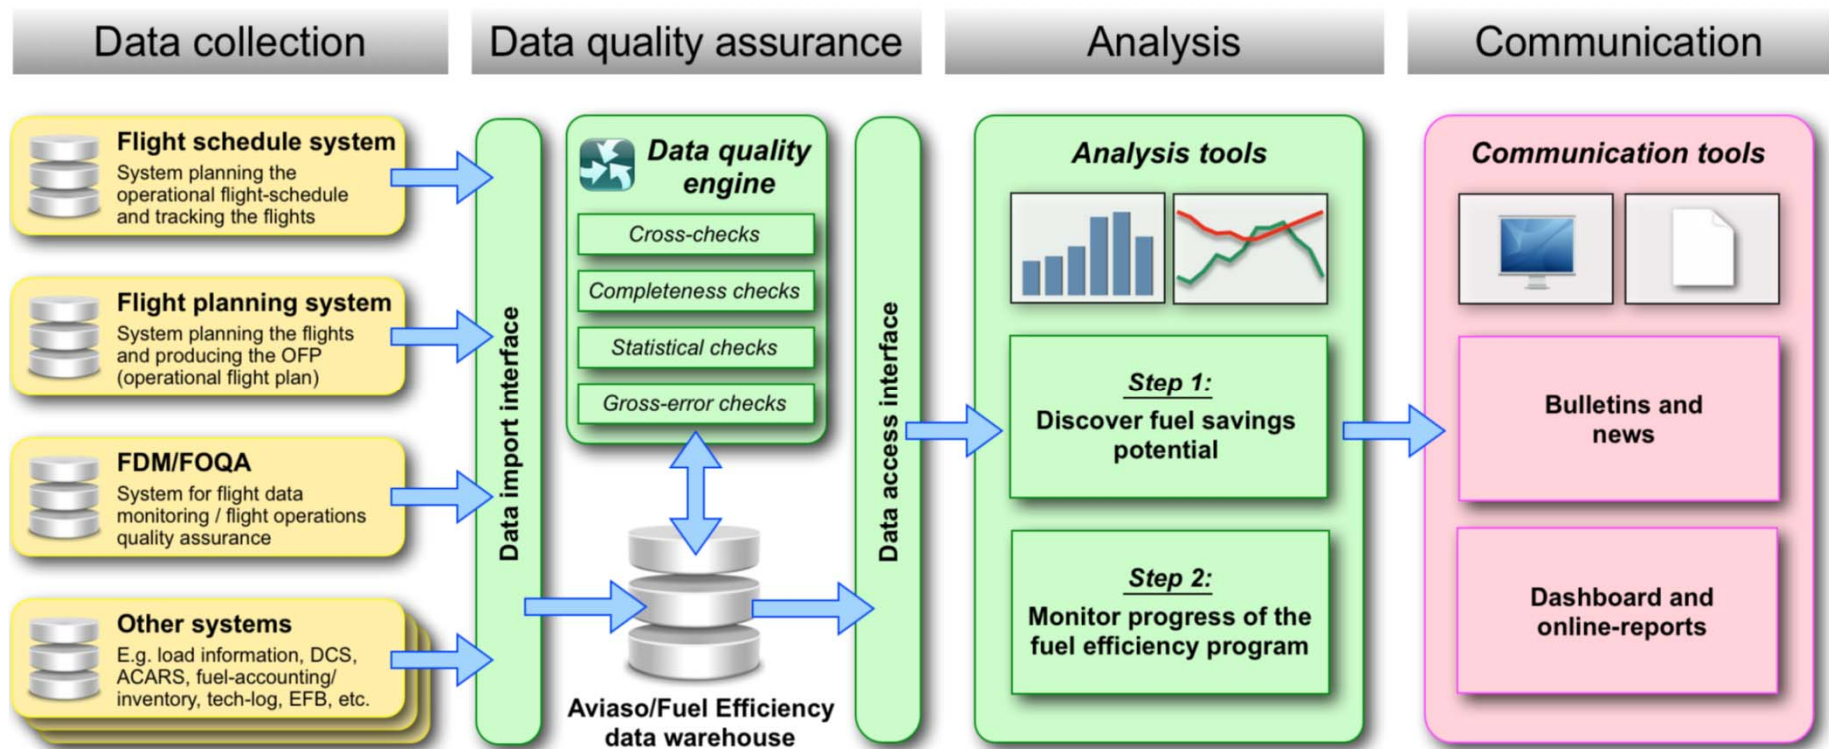 Data collection
Data quality assurance
Analysis
Communication
Flight schedule system
System planning the
operational flight-schedule
and tracking the flights
Flight planning system
System planning the flights
and producing the OFP
(operational flight plan)
FDM/FOQA
System for flight data
monitoring / flight operations
quality assurance
Other systems
E.g. load information, DCS,
ACARS, fuel-accounting/
inventory, tech-log, EFB, etc.
Data import interface
Data quality
engine
Cross-checks
Completeness checks
Statistical checks
Gross-error checks
Aviaso/Fuel Efficiency
data warehouse
Data access interface
Analysis tools
Step 1:
Discover fuel savings
potential
Step 2:
Monitor progress of the
fuel efficiency program
Communication tools
Bulletins and
news
Dashboard and
online-reports